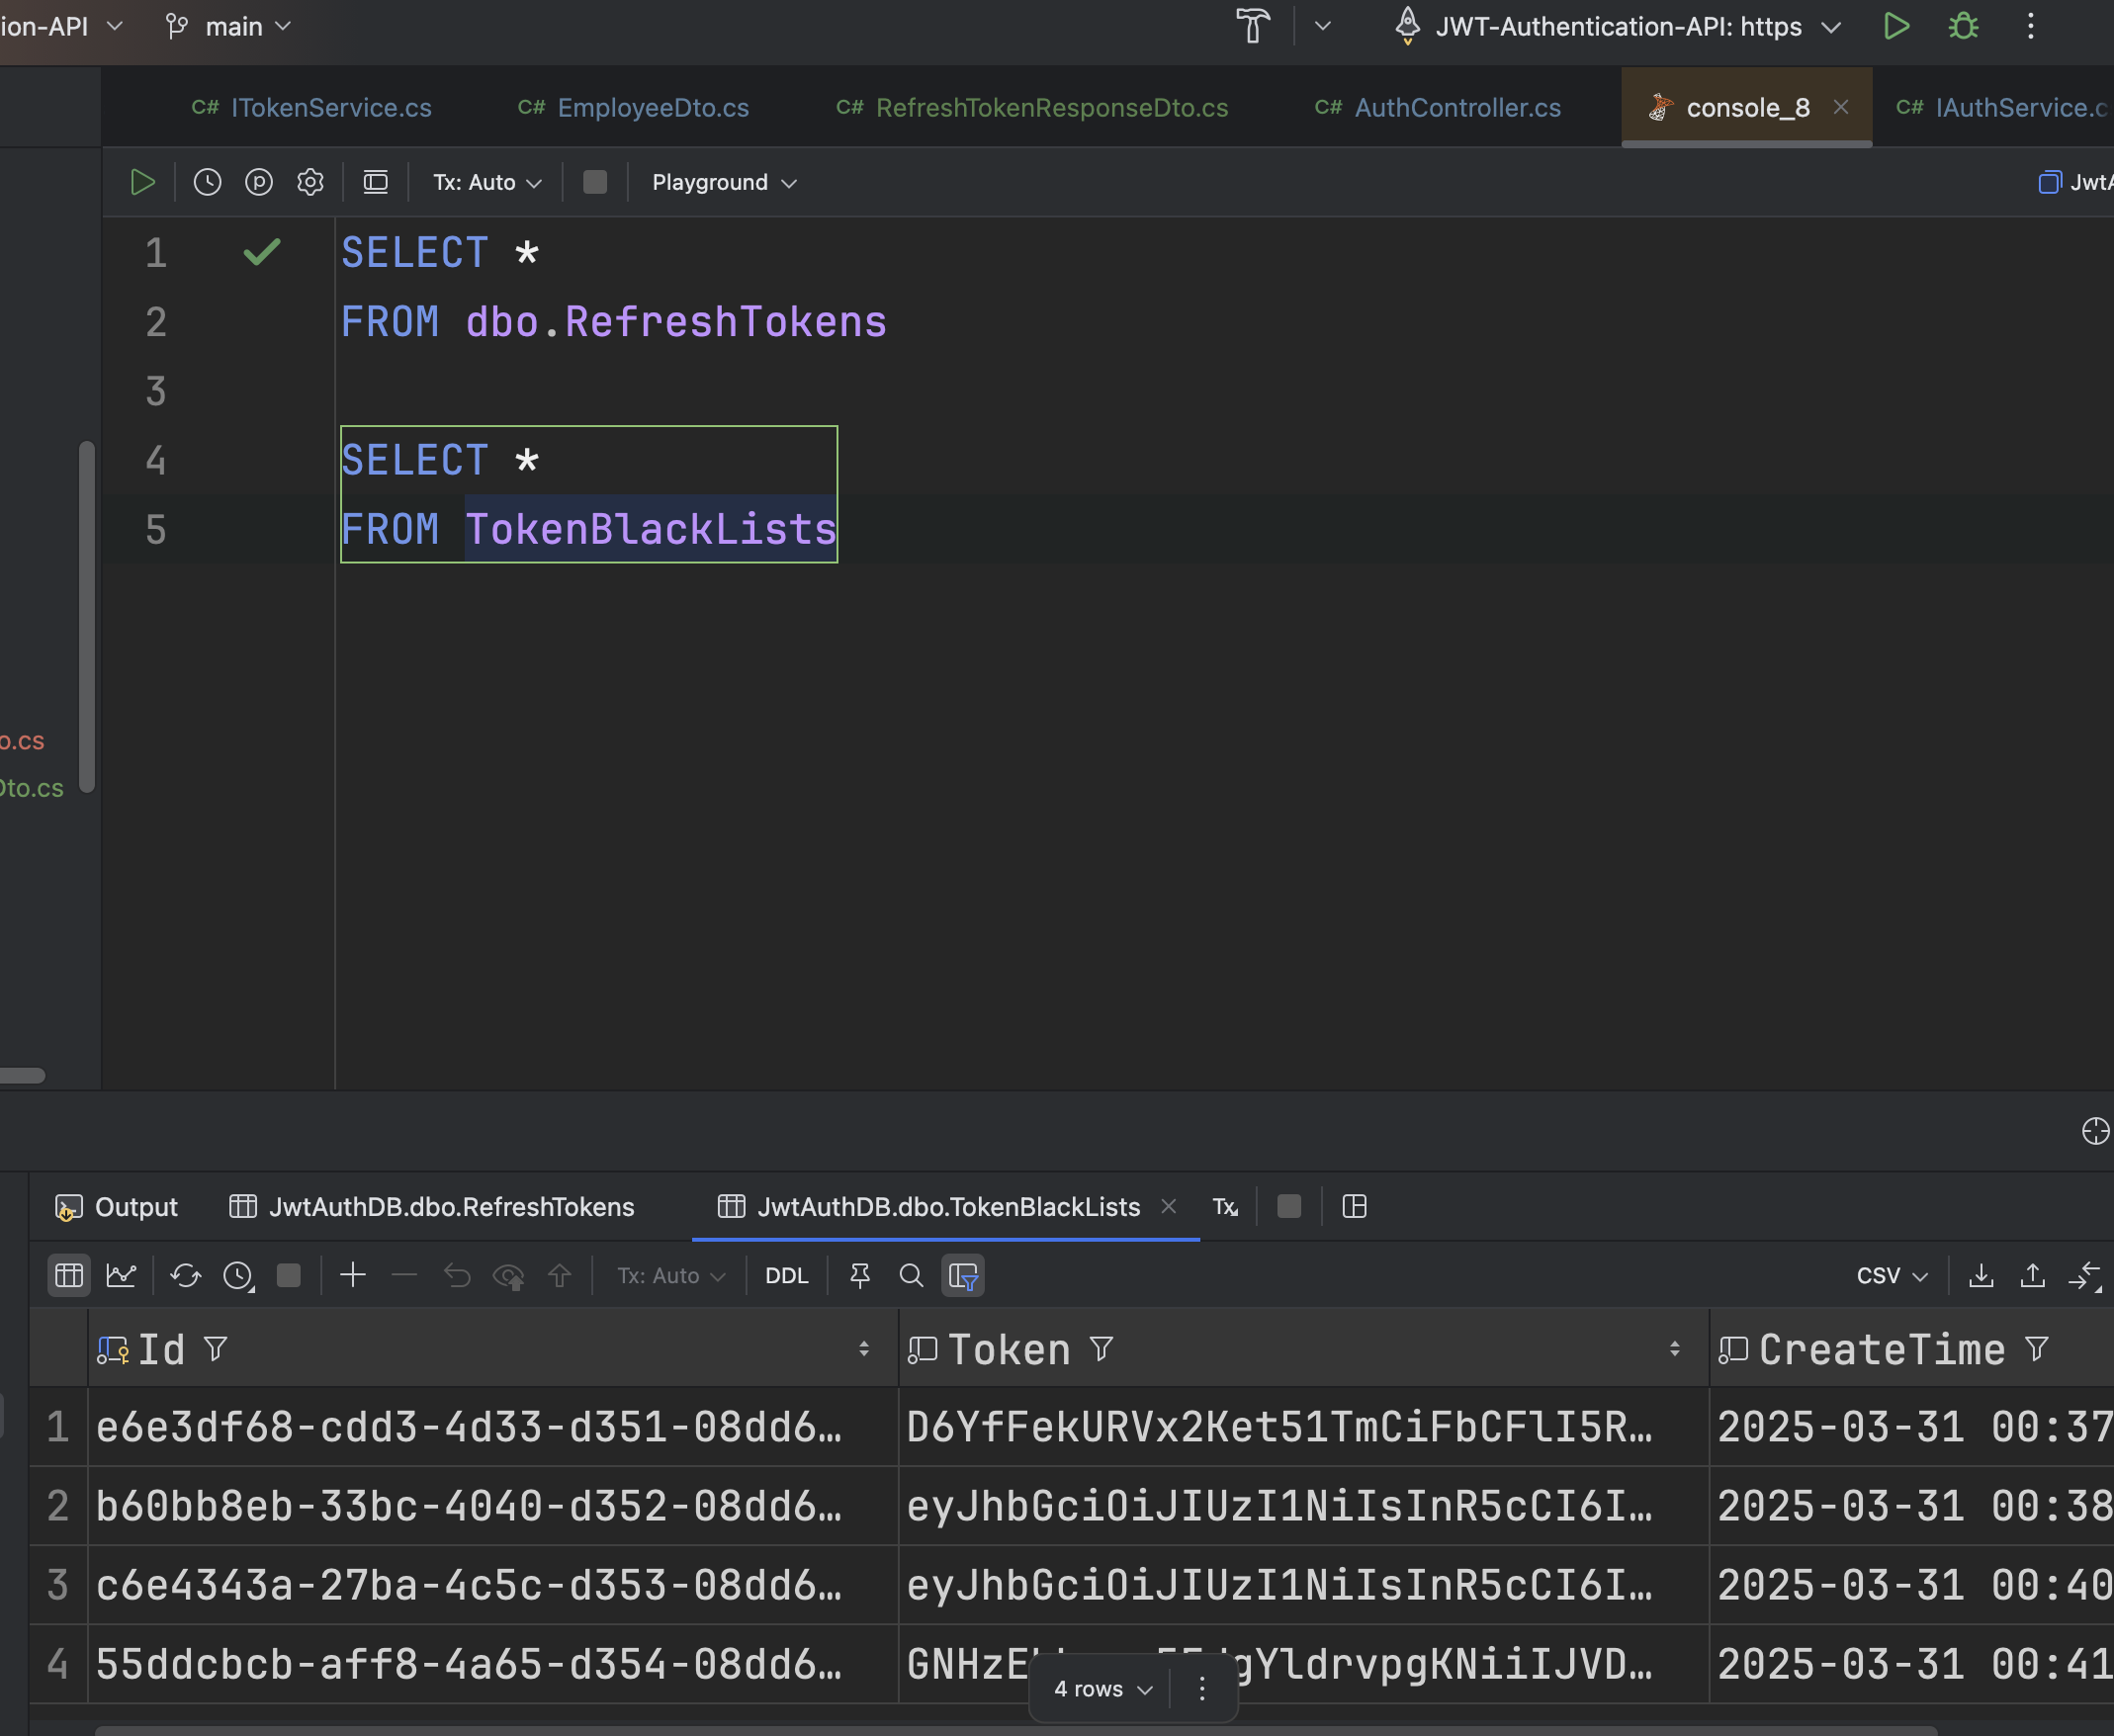 ion-API main JWT-Authentication-API: https
C# ITokenService.cs C# EmployeeDto.cs C# RefreshTokenResponseDto.cs C# AuthController.cs console_8 C# IAuthService.c
Tx: Auto Playground JwtA
1 SELECT *
2 FROM dbo.RefreshTokens
3
4 SELECT *
5 FROM TokenBlackLists
o.cs
Dto.cs
Output JwtAuthDB.dbo.RefreshTokens JwtAuthDB.dbo.TokenBlackLists Tx
Tx: Auto DDL CSV
Id Token CreateTime
1 e6e3df68-cdd3-4d33-d351-08dd6… D6YfFekURVx2Ket51TmCiFbCFlI5R… 2025-03-31 00:37
2 b60bb8eb-33bc-4040-d352-08dd6… eyJhbGciOiJIUzI1NiIsInR5cCI6I… 2025-03-31 00:38
3 c6e4343a-27ba-4c5c-d353-08dd6… eyJhbGciOiJIUzI1NiIsInR5cCI6I… 2025-03-31 00:40
4 55ddcbcb-aff8-4a65-d354-08dd6… 2025-03-31 00:41
4 rows